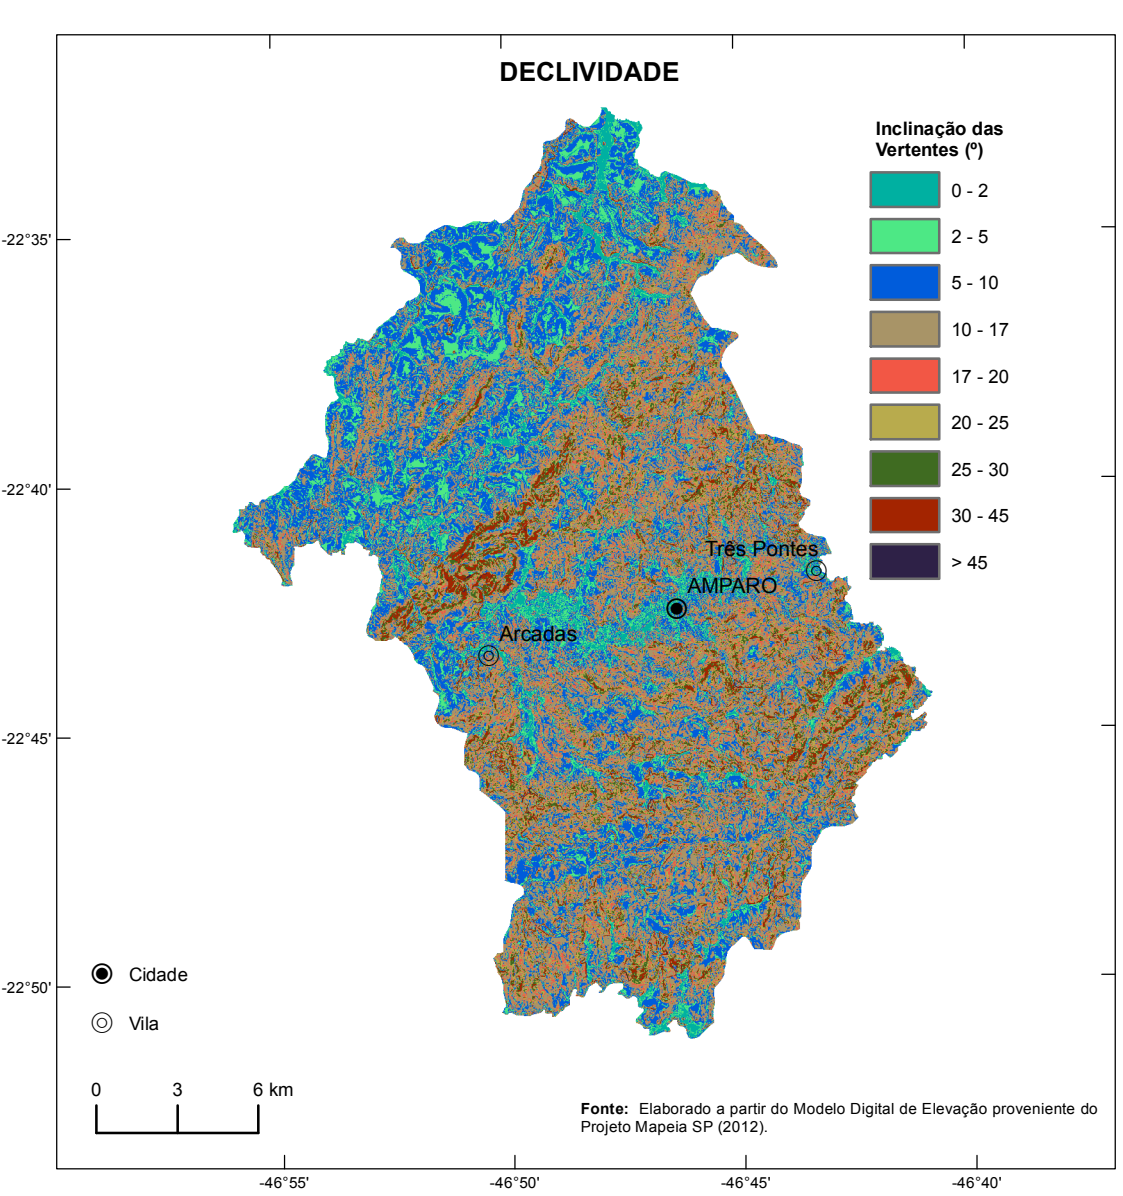 DECLIVIDADE
Inclinação das
Vertentes (º)
0 - 2
2 - 5
5 - 10
10 - 17
17 - 20
20 - 25
25 - 30
30 - 45
> 45
-22°35'
-22°40'
-22°45'
-22°50'
Três Pontes
AMPARO
Arcadas
Cidade
Vila
0 3 6 km
Fonte: Elaborado a partir do Modelo Digital de Elevação proveniente do
Projeto Mapeia SP (2012).
-46°55' -46°50' -46°45' -46°40'